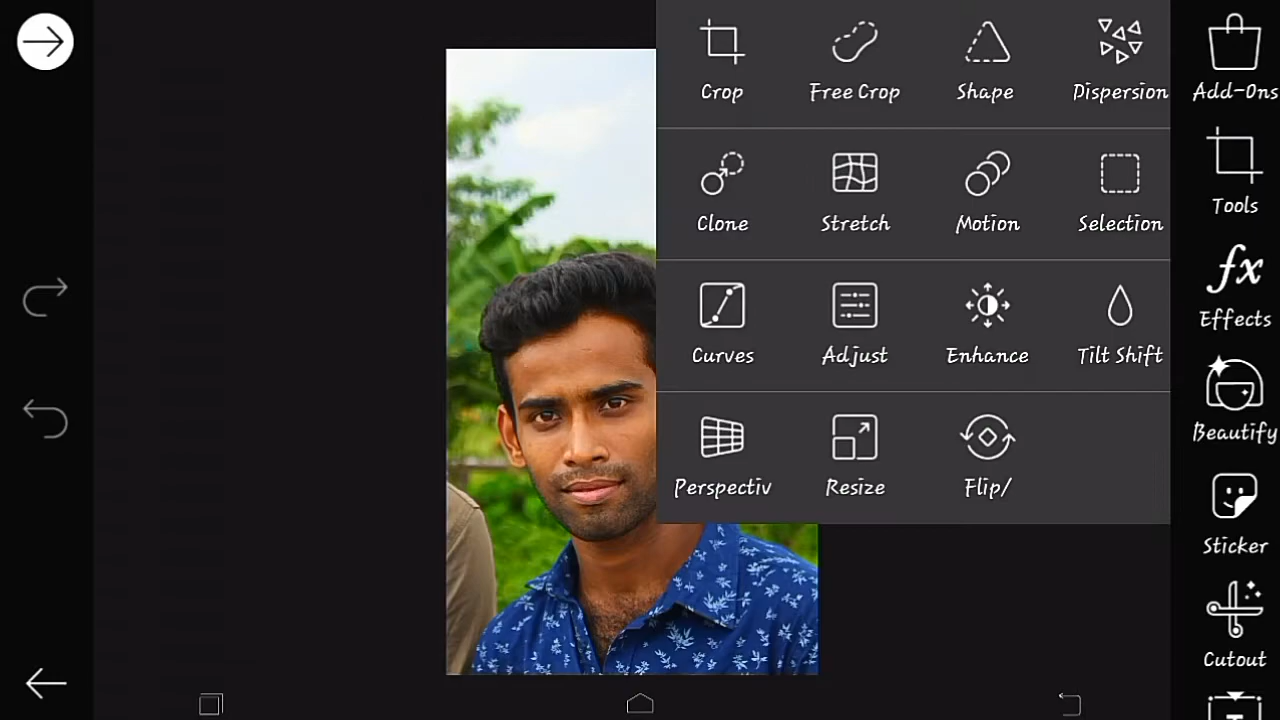 Crop Free Crop Shape Dispersion
Clone Stretch Motion Selection
Curves Adjust Enhance Tilt Shift
Perspectiv Resize Flip/
Add-Ons
Tools
fx
Effects
Beautify
Sticker
Cutout